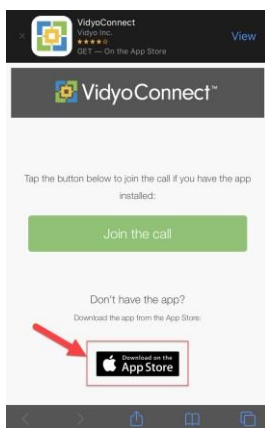 VidyoConnect
Vidyo Inc.
GET — On the App Store
View
VidyoConnect™
Tap the button below to join the call if you have the app
installed:
Join the call
Don't have the app?
Download the app from the App Store:
Download on the
App Store